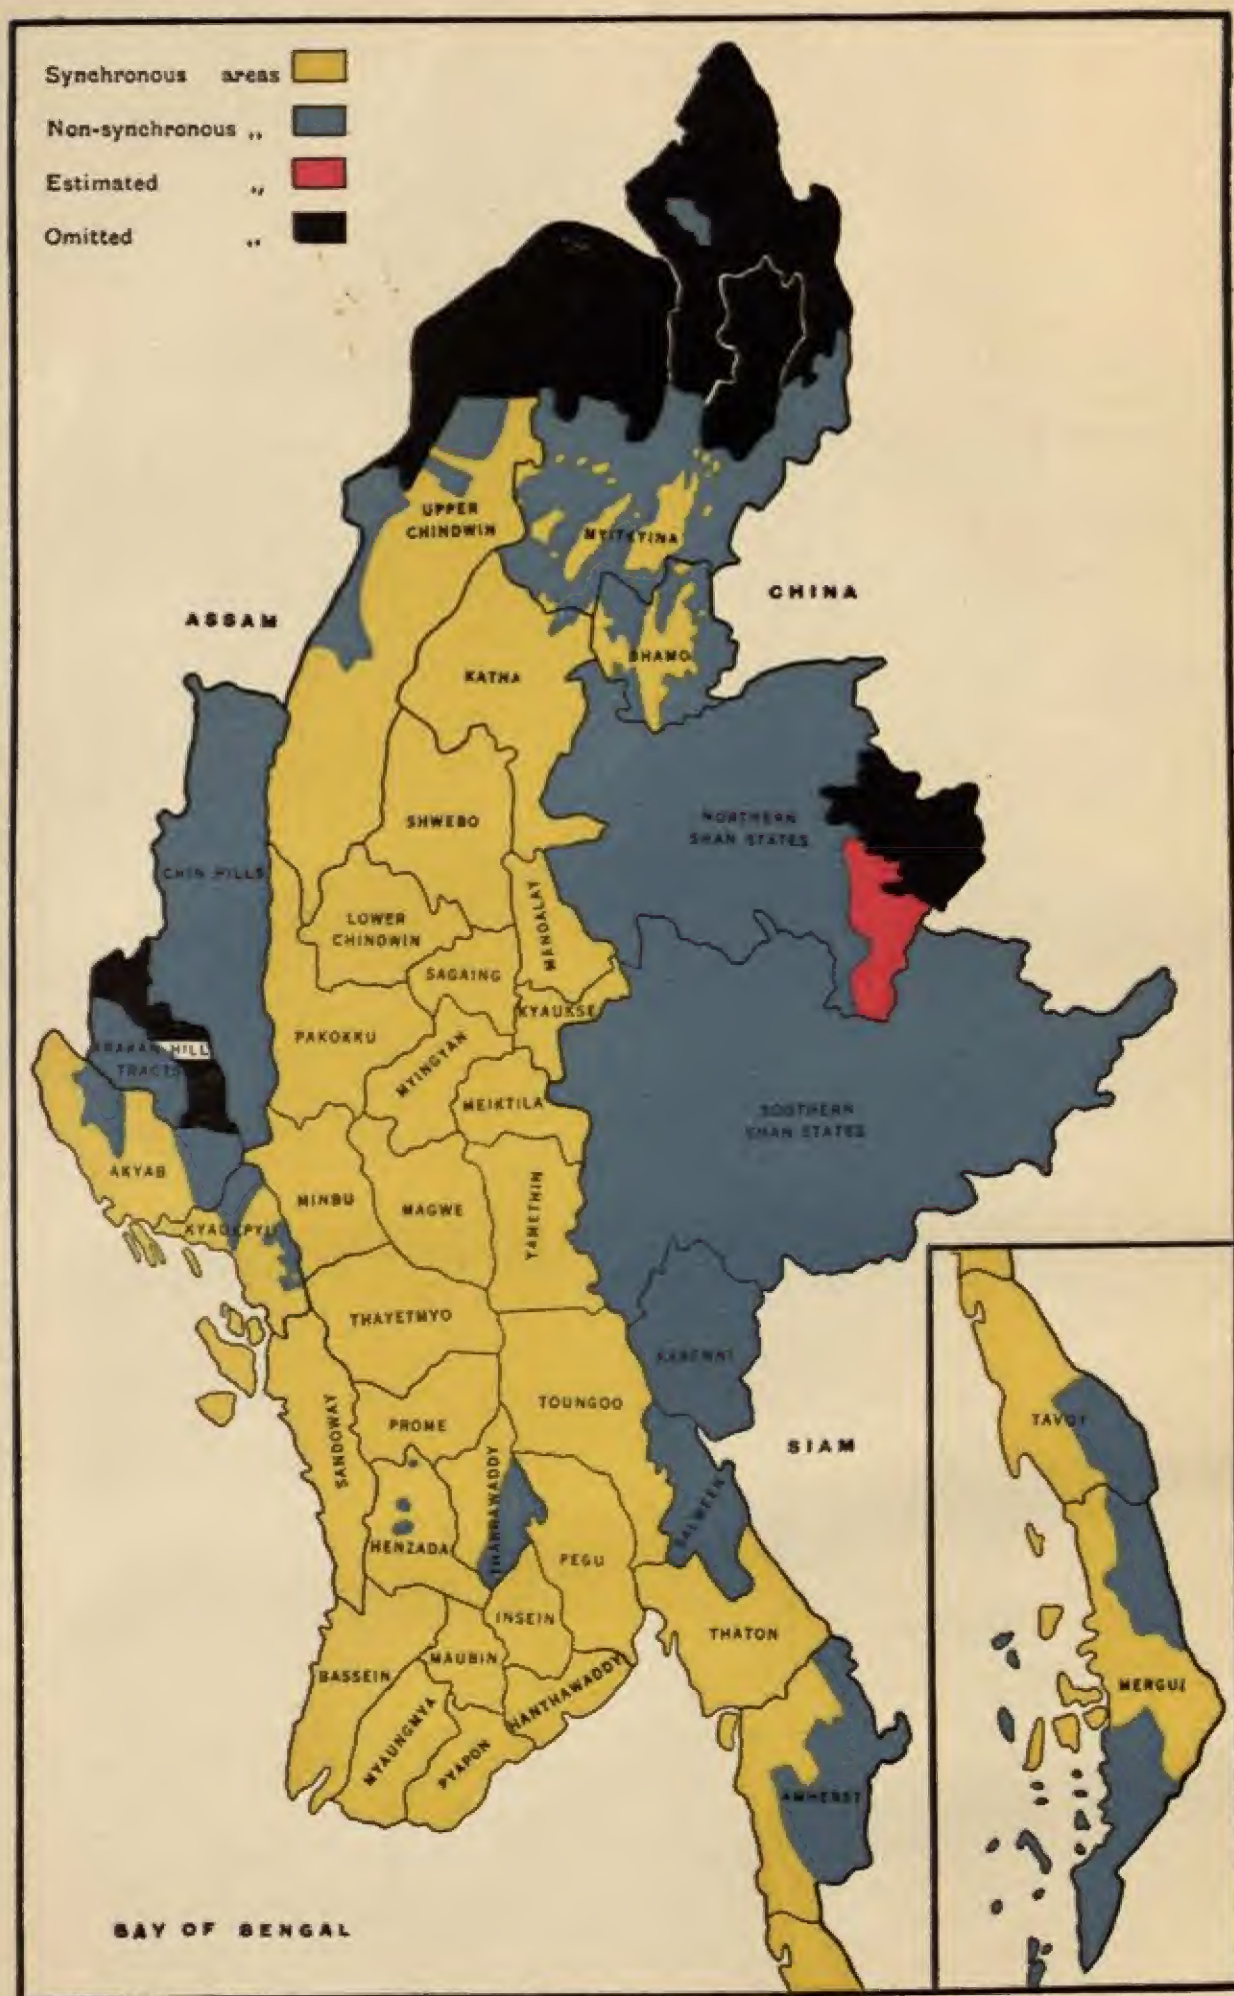 Synchronous areas
Non-synchronous „
Estimated „
Omitted „
UPPER
CHINDWIN
MYITKYINA
CHINA
ASSAM
BHAMO
KATHA
SHWEBO
NORTHERN
SHAN STATES
CHIN HILLS
LOWER
CHINDWIN
MANDALAY
SAGAING
KYAUKSE
PAKOKKU
ARAKAN HILL
TRACTS
MYINGYAN
MEIKTILA
SOUTHERN
SHAN STATES
AKYAB
MINBU
MAGWE
YAMETHIN
KYAUKPYU
THAYETMYO
KARENNI
TOUNGOO
PROME
SANDOWAY
THARRAWADDY
SIAM
TAVOY
SALWEEN
HENZADA
PEGU
INSEIN
THATON
MAUBIN
BASSEIN
HANTHAWADDY
MERGUI
MYAUNGMYA
PYAPON
AMHERST
BAY OF BENGAL